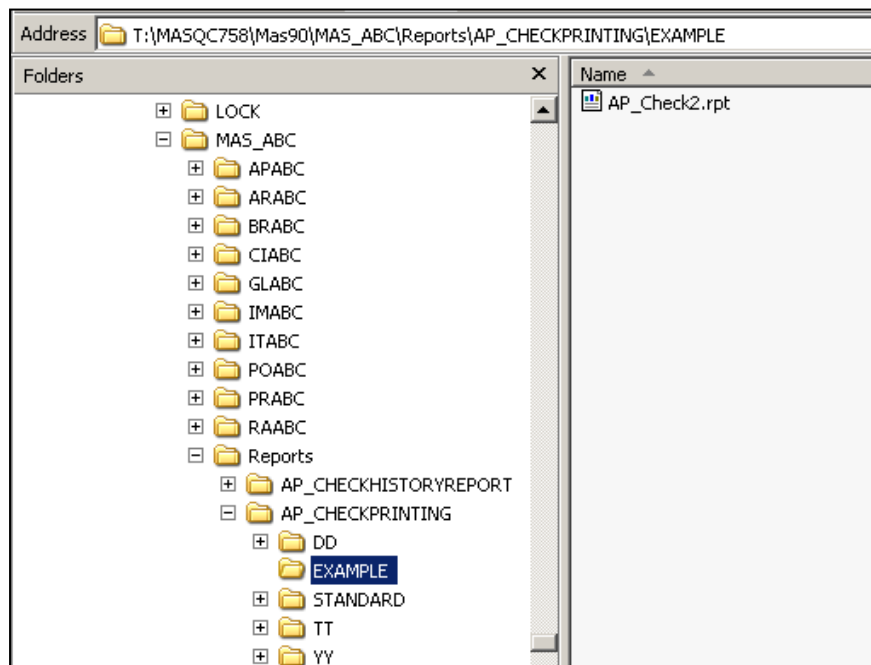 Address T:\MASQC758\Mas90\MAS_ABC\Reports\AP_CHECKPRINTING\EXAMPLE
Folders
Name
LOCK
AP_Check2.rpt
MAS_ABC
APABC
ARABC
BRABC
CIABC
GLABC
IMABC
ITABC
POABC
PRABC
RAABC
Reports
AP_CHECKHISTORYREPORT
AP_CHECKPRINTING
DD
EXAMPLE
STANDARD
TT
YY